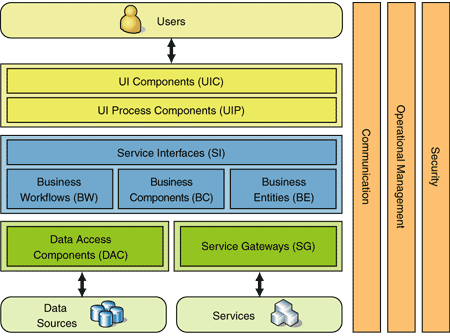 Users
UI Components (UIC)
UI Process Components (UIP)
Service Interfaces (SI)
Business
Workflows (BW)
Business
Components (BC)
Business
Entities (BE)
Data Access
Components (DAC)
Service Gateways (SG)
Data
Sources
Services
Communication
Operational Management
Security